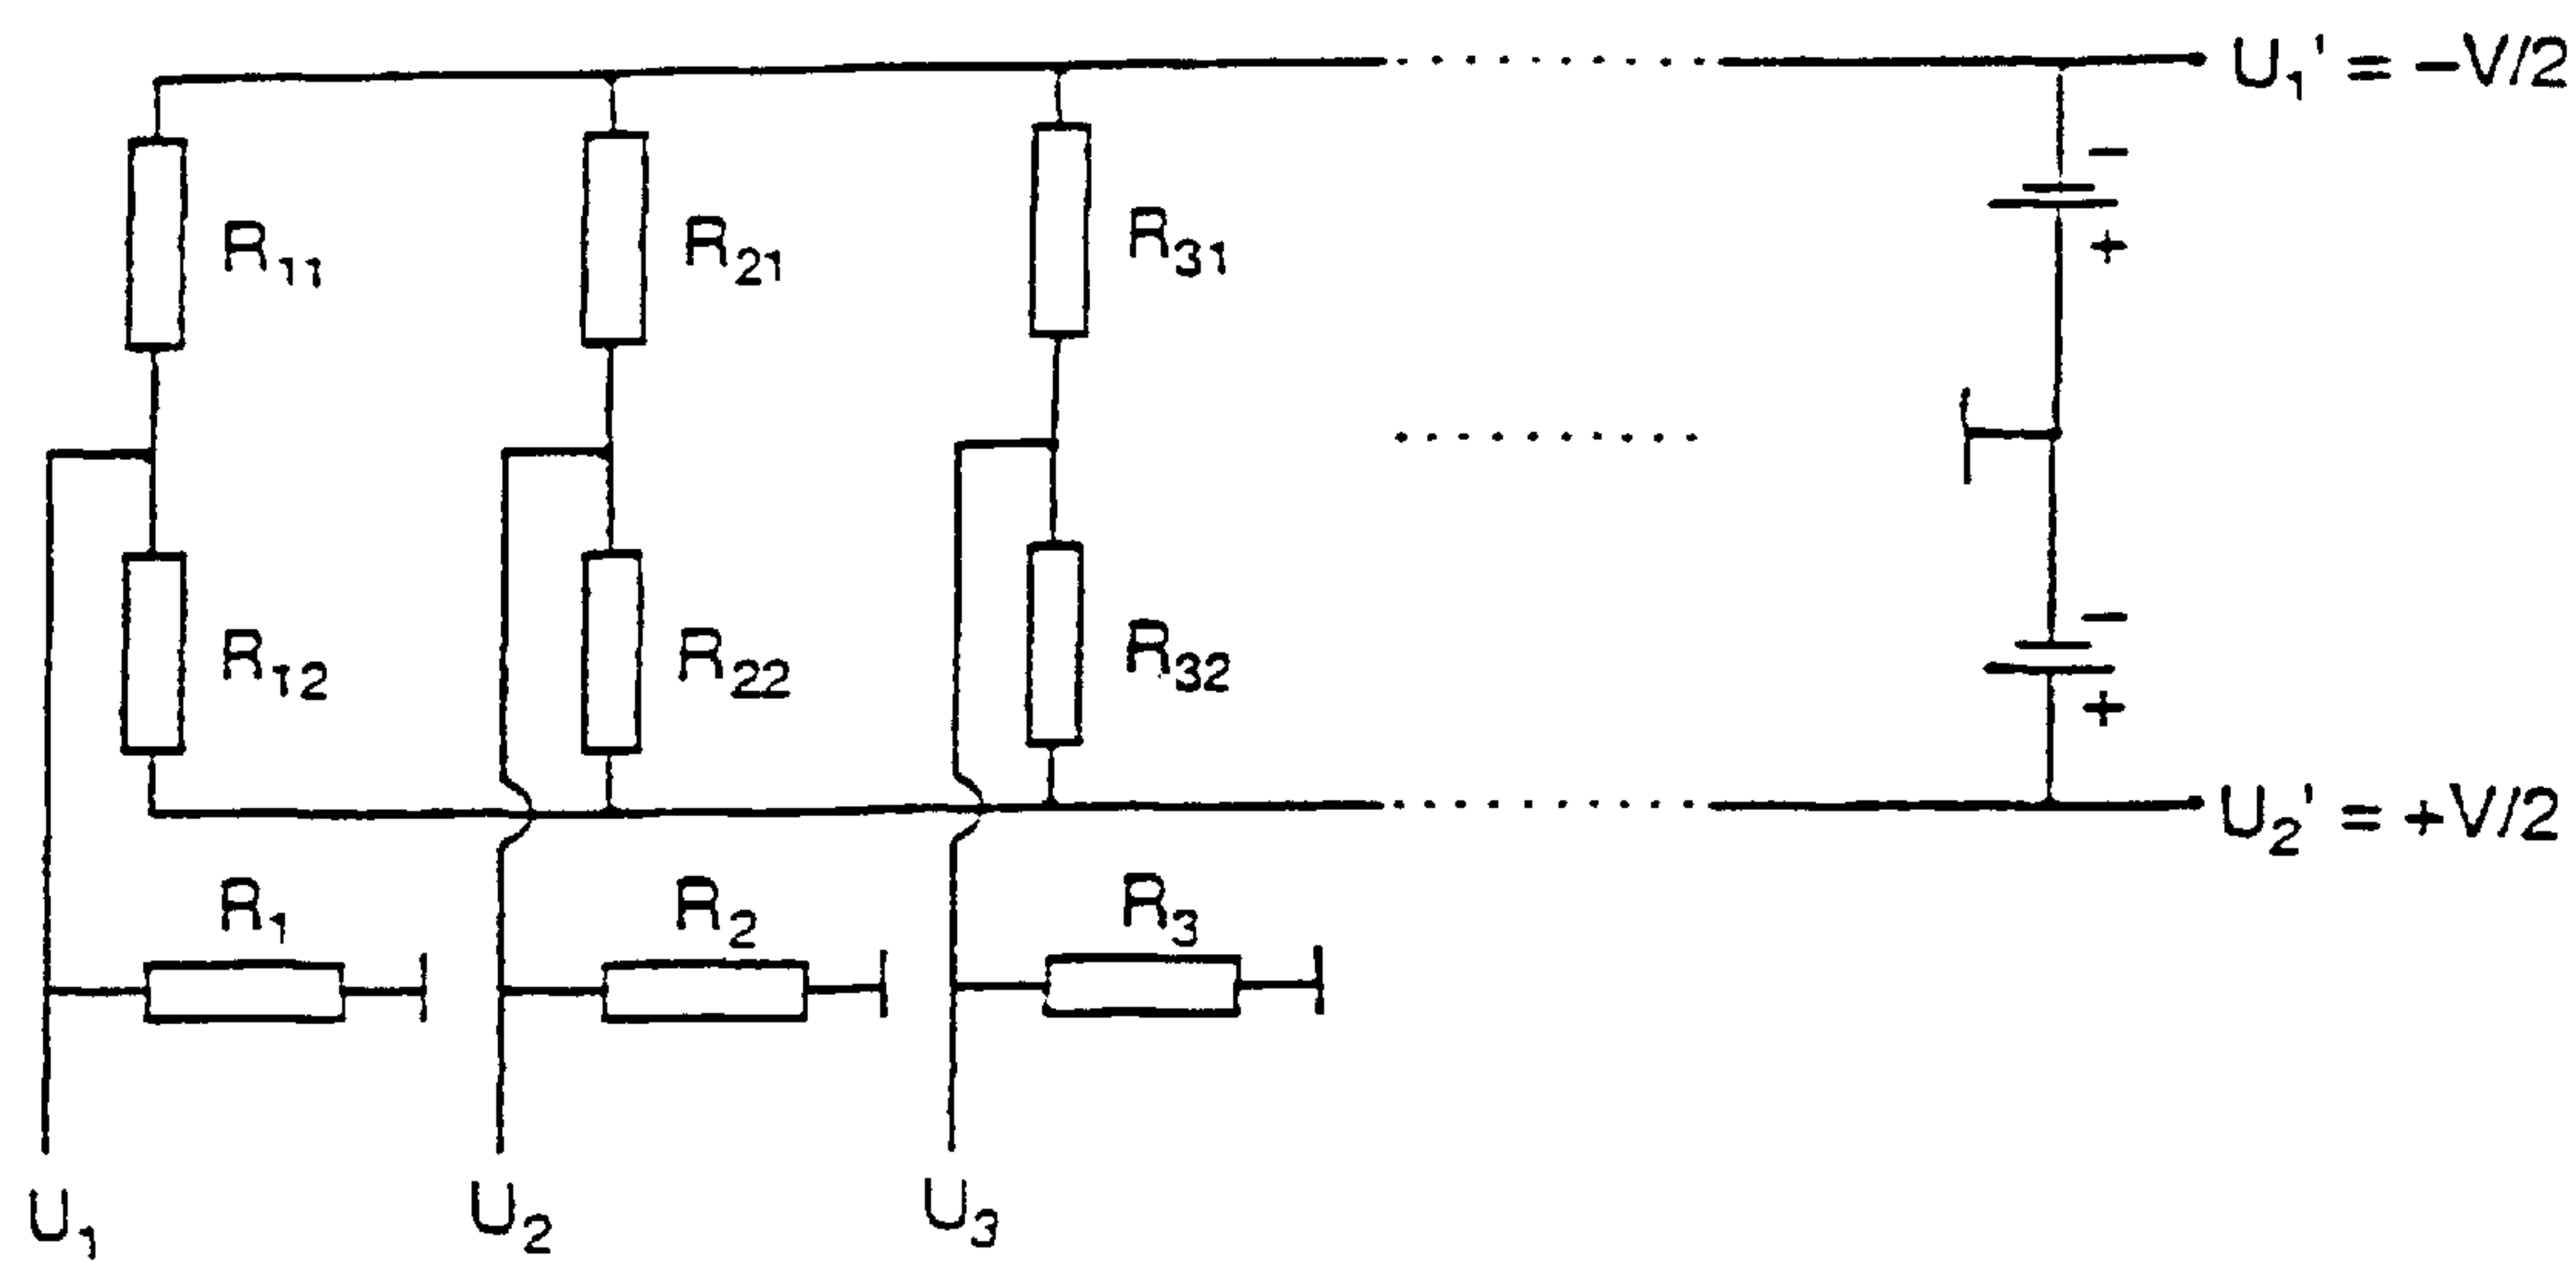 U₁' = −V/2
−
R₁₁ R₂₁ R₃₁
+
−
R₁₂ R₂₂ R₃₂
+
U₂' = +V/2
R₁ R₂ R₃
U₁ U₂ U₃